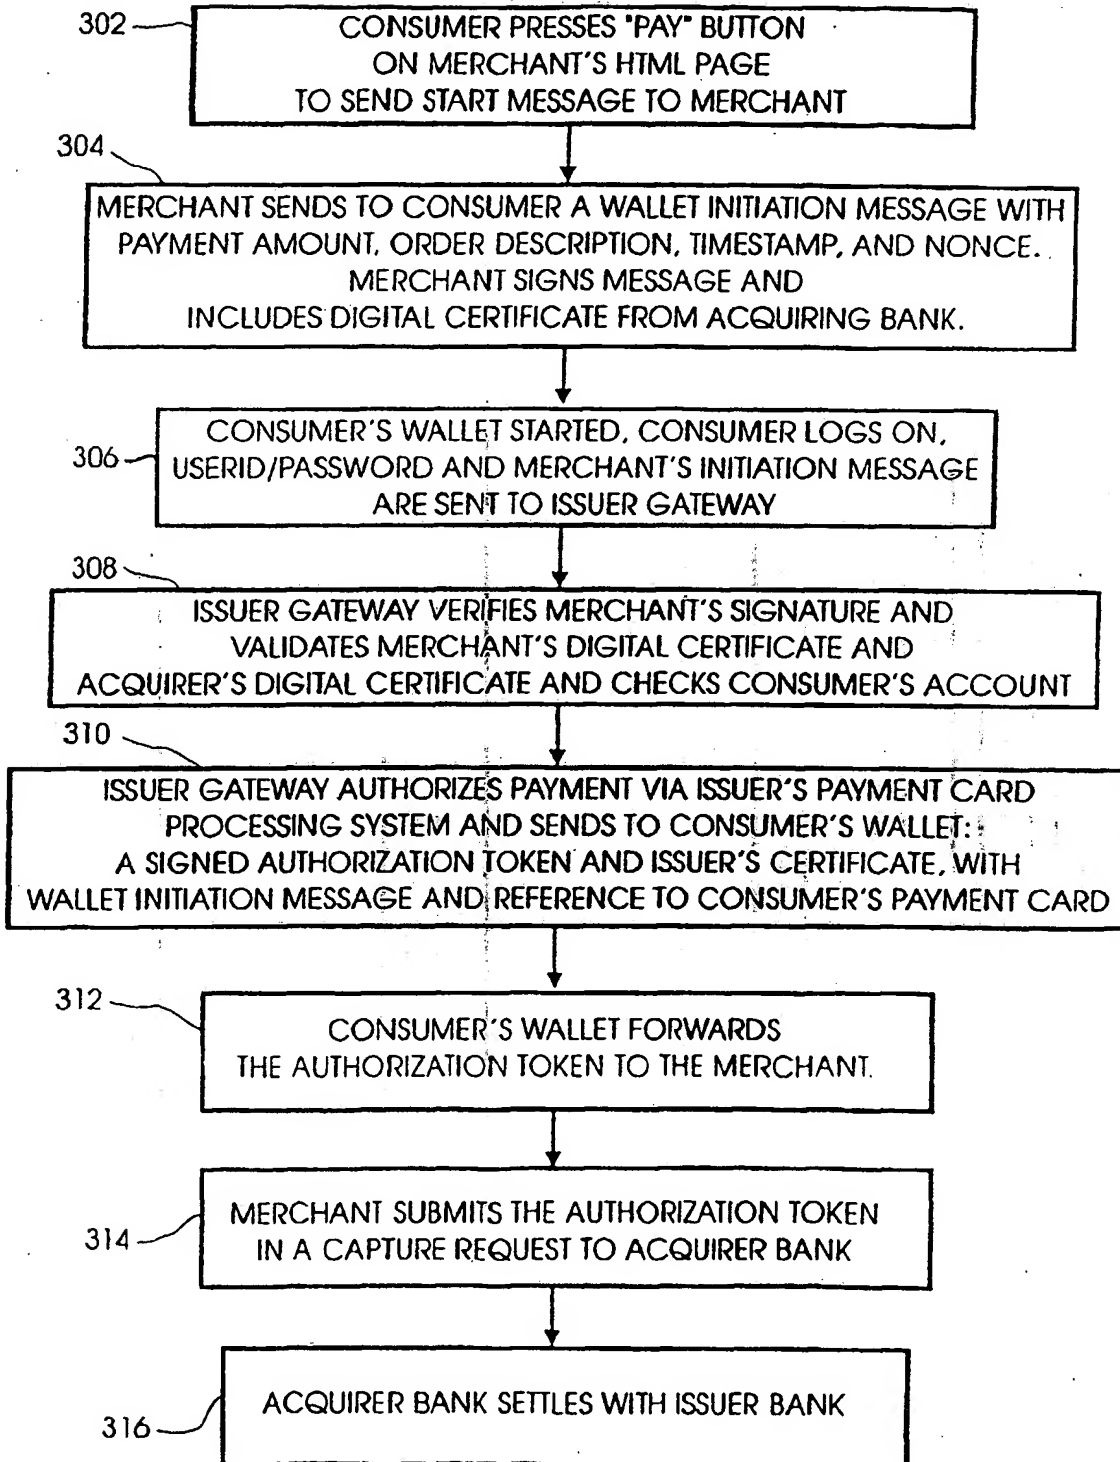 302
CONSUMER PRESSES "PAY" BUTTON
ON MERCHANT'S HTML PAGE
TO SEND START MESSAGE TO MERCHANT
304
MERCHANT SENDS TO CONSUMER A WALLET INITIATION MESSAGE WITH
PAYMENT AMOUNT, ORDER DESCRIPTION, TIMESTAMP, AND NONCE.
MERCHANT SIGNS MESSAGE AND
INCLUDES DIGITAL CERTIFICATE FROM ACQUIRING BANK.
306
CONSUMER'S WALLET STARTED, CONSUMER LOGS ON,
USERID/PASSWORD AND MERCHANT'S INITIATION MESSAGE
ARE SENT TO ISSUER GATEWAY
308
ISSUER GATEWAY VERIFIES MERCHANT'S SIGNATURE AND
VALIDATES MERCHANT'S DIGITAL CERTIFICATE AND
ACQUIRER'S DIGITAL CERTIFICATE AND CHECKS CONSUMER'S ACCOUNT
310
ISSUER GATEWAY AUTHORIZES PAYMENT VIA ISSUER'S PAYMENT CARD
PROCESSING SYSTEM AND SENDS TO CONSUMER'S WALLET:
A SIGNED AUTHORIZATION TOKEN AND ISSUER'S CERTIFICATE, WITH
WALLET INITIATION MESSAGE AND REFERENCE TO CONSUMER'S PAYMENT CARD
312
CONSUMER'S WALLET FORWARDS
THE AUTHORIZATION TOKEN TO THE MERCHANT.
314
MERCHANT SUBMITS THE AUTHORIZATION TOKEN
IN A CAPTURE REQUEST TO ACQUIRER BANK
316
ACQUIRER BANK SETTLES WITH ISSUER BANK